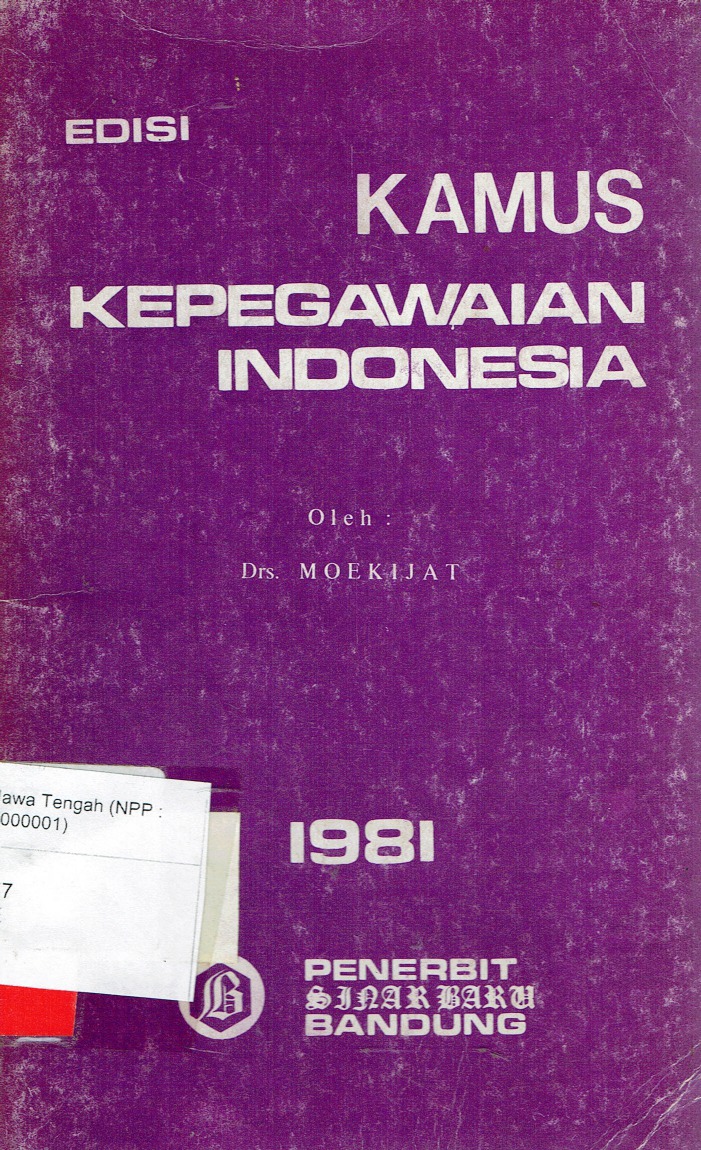 EDISI
KAMUS
KEPEGAWAIAN
INDONESIA
Oleh :
Drs. MOEKIJAT
Jawa Tengah (NPP :
000001)
7
1981
B
PENERBIT
SINAR BARU
BANDUNG